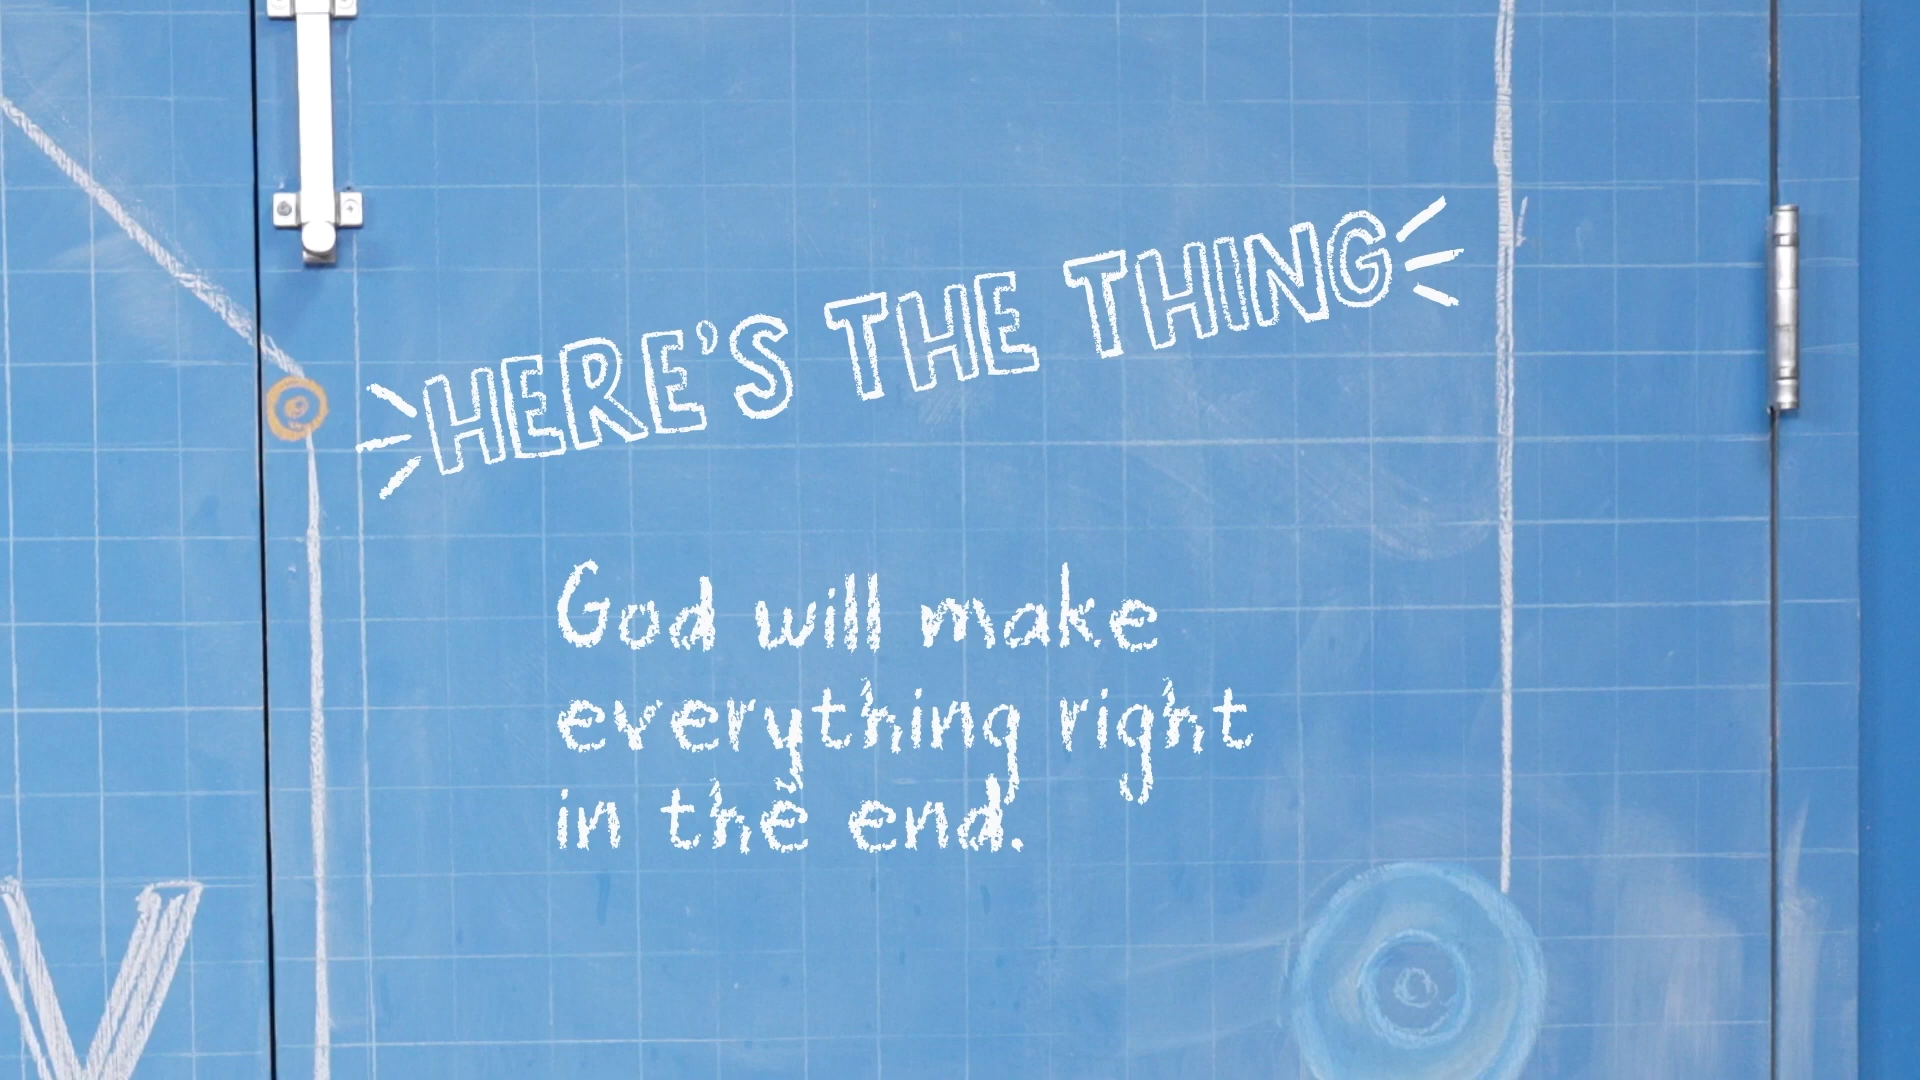 HERE'S THE THING
God will make
everything right
in the end.